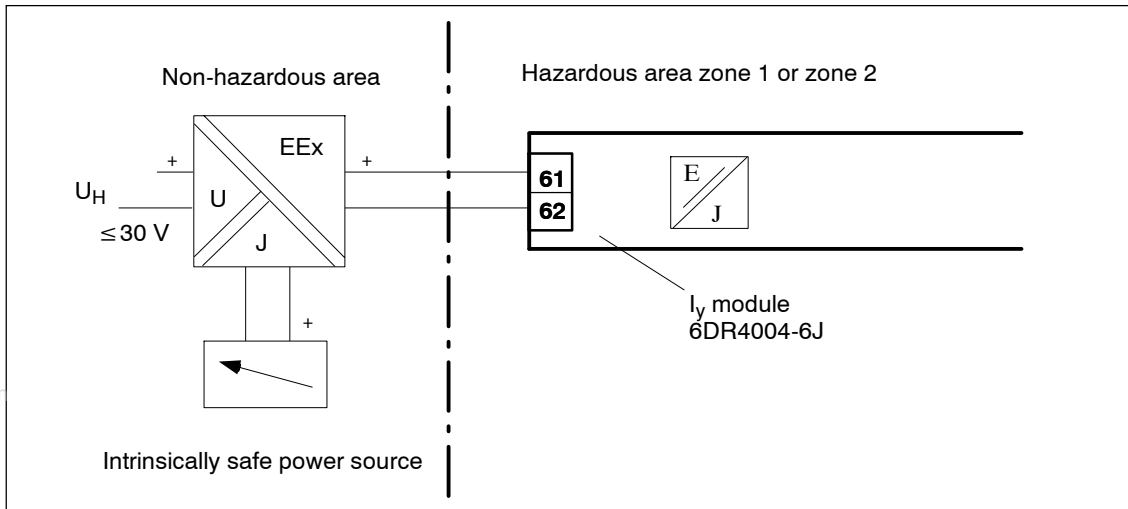 Non-hazardous area
Hazardous area zone 1 or zone 2
EEx
+
+
U_H
≤ 30 V
U
J
+
61
62
E
J
I_y module
6DR4004-6J
Intrinsically safe power source